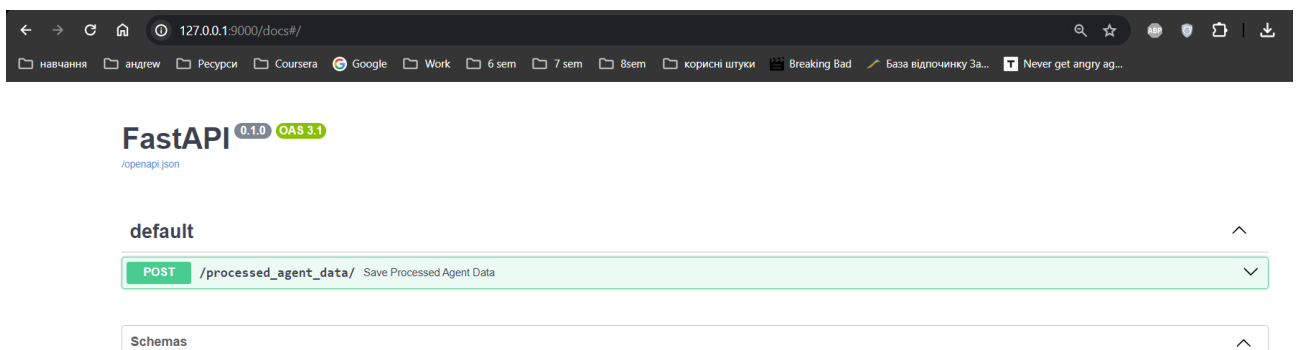 127.0.0.1:9000/docs#/
ABP
навчання андrew Ресурси Coursera Google Work 6 sem 7 sem 8sem корисні штуки Breaking Bad База відпочинку За... T Never get angry ag...
FastAPI 0.1.0 OAS 3.1
/openapi.json
default
POST /processed_agent_data/ Save Processed Agent Data
Schemas